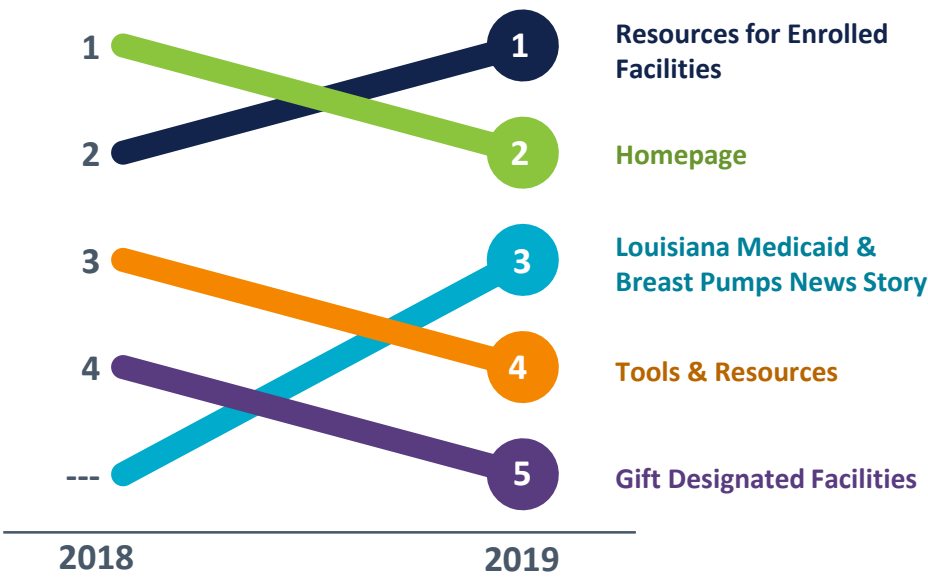 1
1
Resources for Enrolled
Facilities
2
2
Homepage
3
3
Louisiana Medicaid &
Breast Pumps News Story
4
4
Tools & Resources
---
5
Gift Designated Facilities
2018
2019